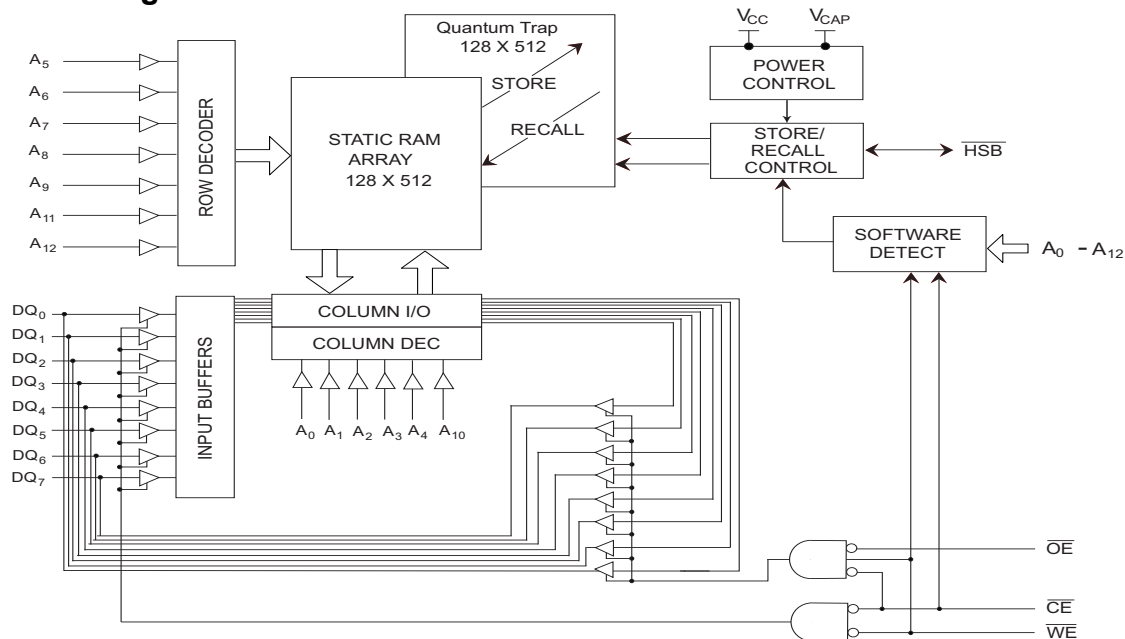 Quantum Trap
128 X 512
STORE
RECALL
STATIC RAM
ARRAY
128 X 512
VCC
VCAP
POWER
CONTROL
STORE/
RECALL
CONTROL
HSB
SOFTWARE
DETECT
A0 - A12
A5
A6
A7
A8
A9
A11
A12
ROW DECODER
DQ0
DQ1
DQ2
DQ3
DQ4
DQ5
DQ6
DQ7
INPUT BUFFERS
COLUMN I/O
COLUMN DEC
A0 A1 A2 A3 A4 A10
OE
CE
WE